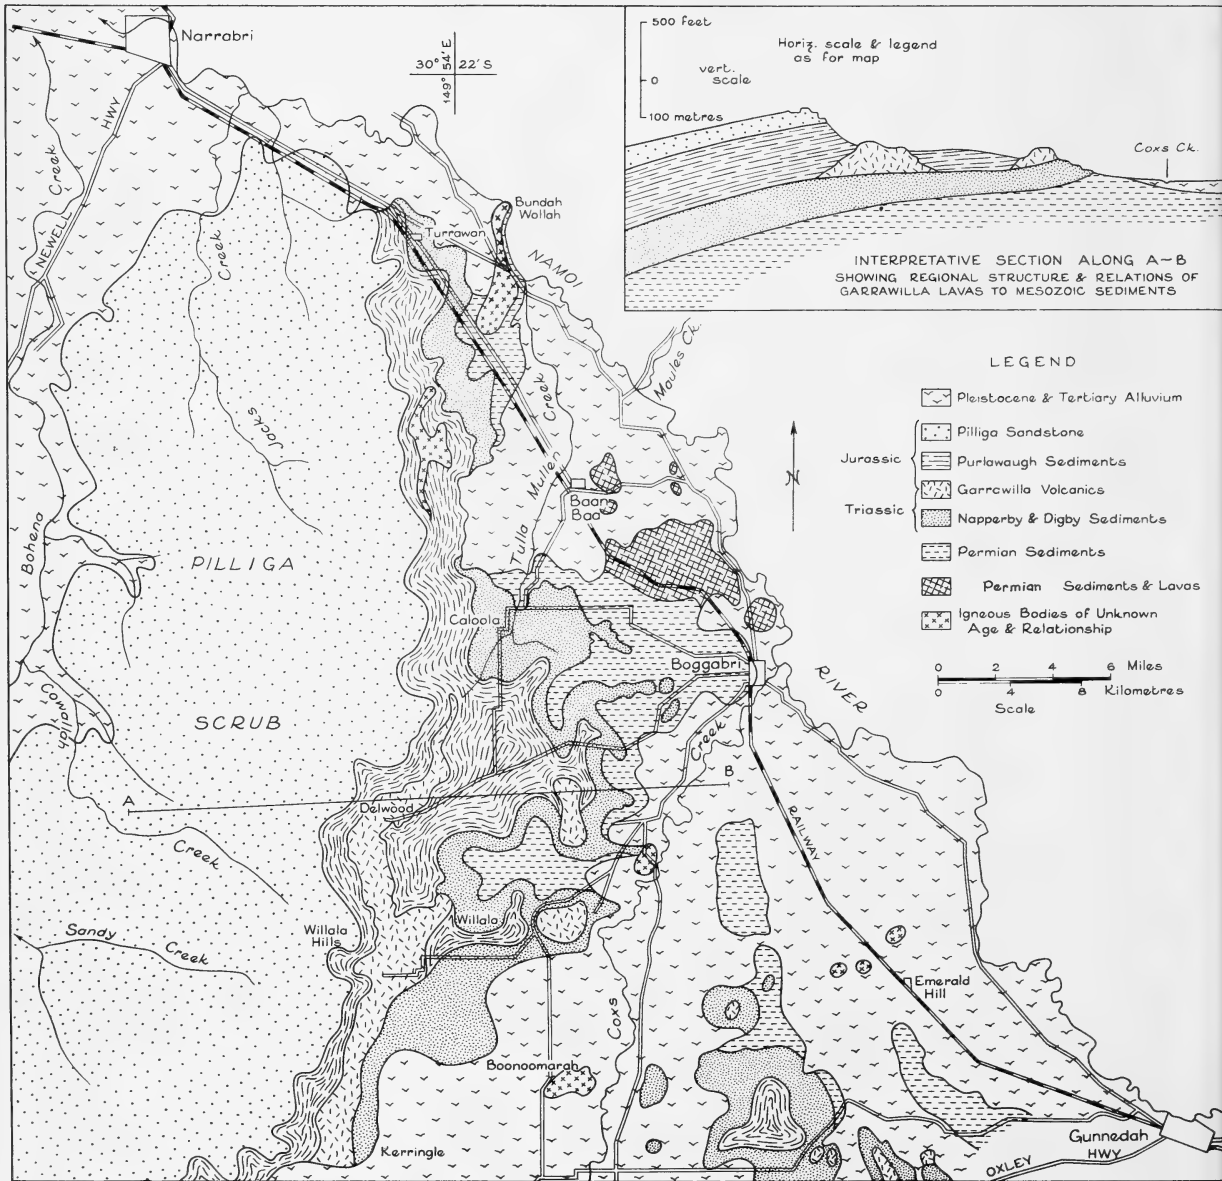 Narrabri
30° 22' S
149° 54' E
500 feet
0
100 metres
vert.
scale
Horiz. scale & legend
as for map
Coxs Ck.
INTERPRETATIVE SECTION ALONG A~B
SHOWING REGIONAL STRUCTURE & RELATIONS OF
GARRAWILLA LAVAS TO MESOZOIC SEDIMENTS
NEWELL HWY
Creek
Creek
Bundah
Wollah
Turrawan
NAMOI
Maules Ck.
Jacks
Bohena
Tulla Mullen Creek
Baan
Baa
PILLIGA
SCRUB
Caloola
Boggabri
RIVER
Cowallah
Creek
Creek
A
B
Delwood
RAILWAY
Willala
Hills
Willala
Sandy
Creek
Coxs
Emerald
Hill
Boonoomarah
Kerringle
Gunnedah
OXLEY HWY
LEGEND
Pleistocene & Tertiary Alluvium
Jurassic
Pilliga Sandstone
Purlawaugh Sediments
Garrawilla Volcanics
Triassic
Napperby & Digby Sediments
Permian Sediments
Permian Sediments & Lavas
Igneous Bodies of Unknown
Age & Relationship
N
0 2 4 6 Miles
0 4 8 Kilometres
Scale